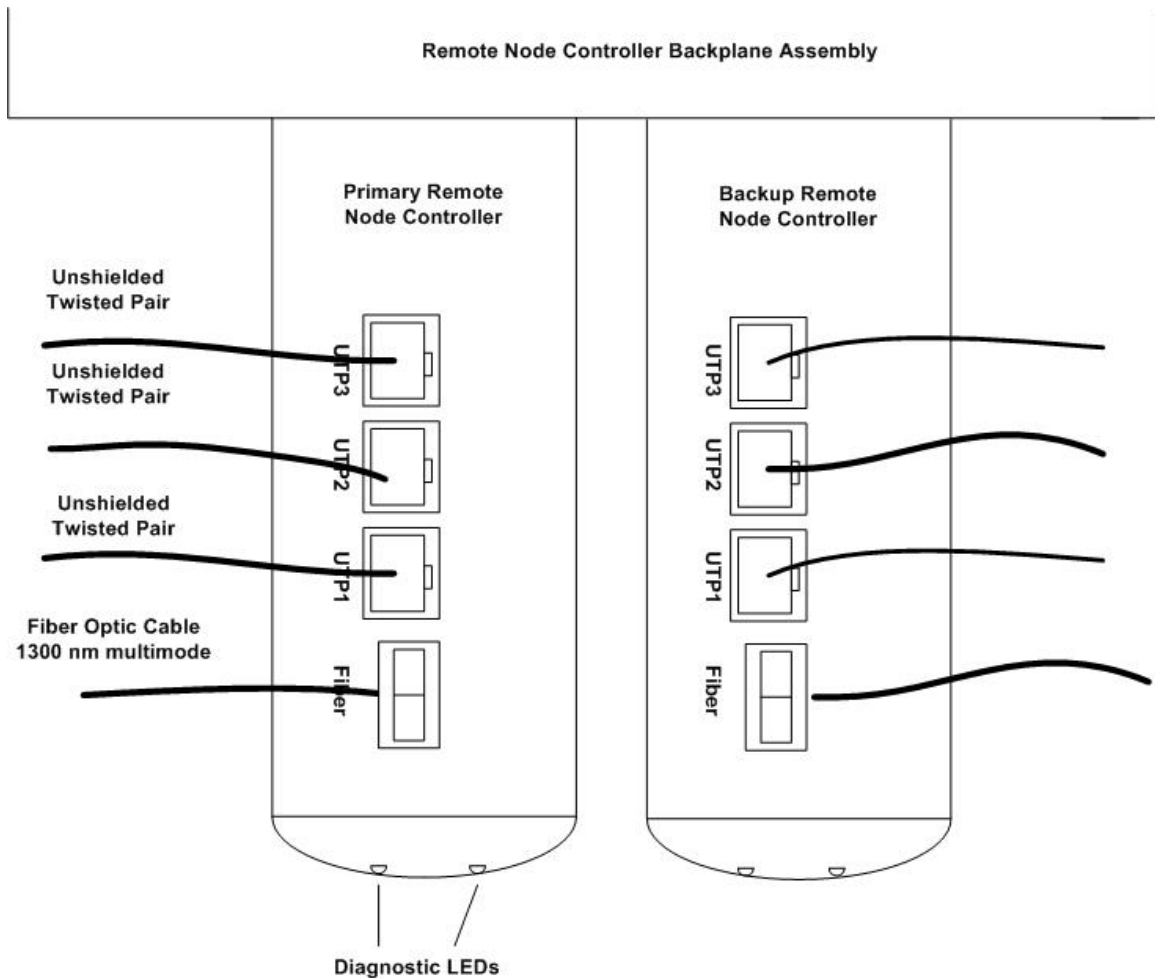 Remote Node Controller Backplane Assembly
Primary Remote
Node Controller
Backup Remote
Node Controller
Unshielded
Twisted Pair
UTP3
UTP3
Unshielded
Twisted Pair
UTP2
UTP2
Unshielded
Twisted Pair
UTP1
UTP1
Fiber Optic Cable
1300 nm multimode
Fiber
Fiber
Diagnostic LEDs